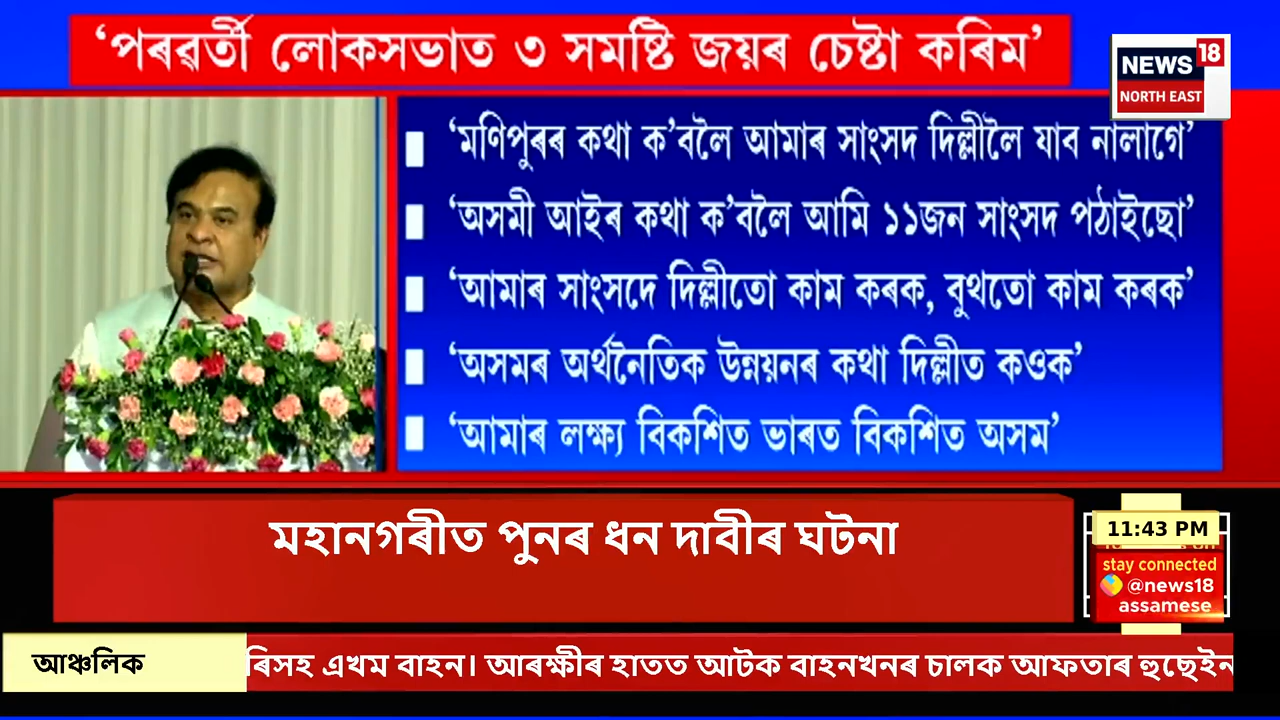 ‘পৰৱৰ্তী লোকসভাত ৩ সমষ্টি জয়ৰ চেষ্টা কৰিম’
NEWS 18
NORTH EAST
‘মণিপুৰৰ কথা ক’বলৈ আমাৰ সাংসদ দিল্লীলৈ যাব নালাগে’
‘অসমী আইৰ কথা ক’বলৈ আমি ১১জন সাংসদ পঠাইছো’
‘আমাৰ সাংসদে দিল্লীতো কাম কৰক, বুথতো কাম কৰক’
‘অসমৰ অৰ্থনৈতিক উন্নয়নৰ কথা দিল্লীত কওক’
‘আমাৰ লক্ষ্য বিকশিত ভাৰত বিকশিত অসম’
মহানগৰীত পুনৰ ধন দাবীৰ ঘটনা
11:43 PM
stay connected
@news18
assamese
আঞ্চলিক
ৰিসহ এখম বাহন। আৰক্ষীৰ হাতত আটক বাহনখনৰ চালক আফতাৰ হুছেইন